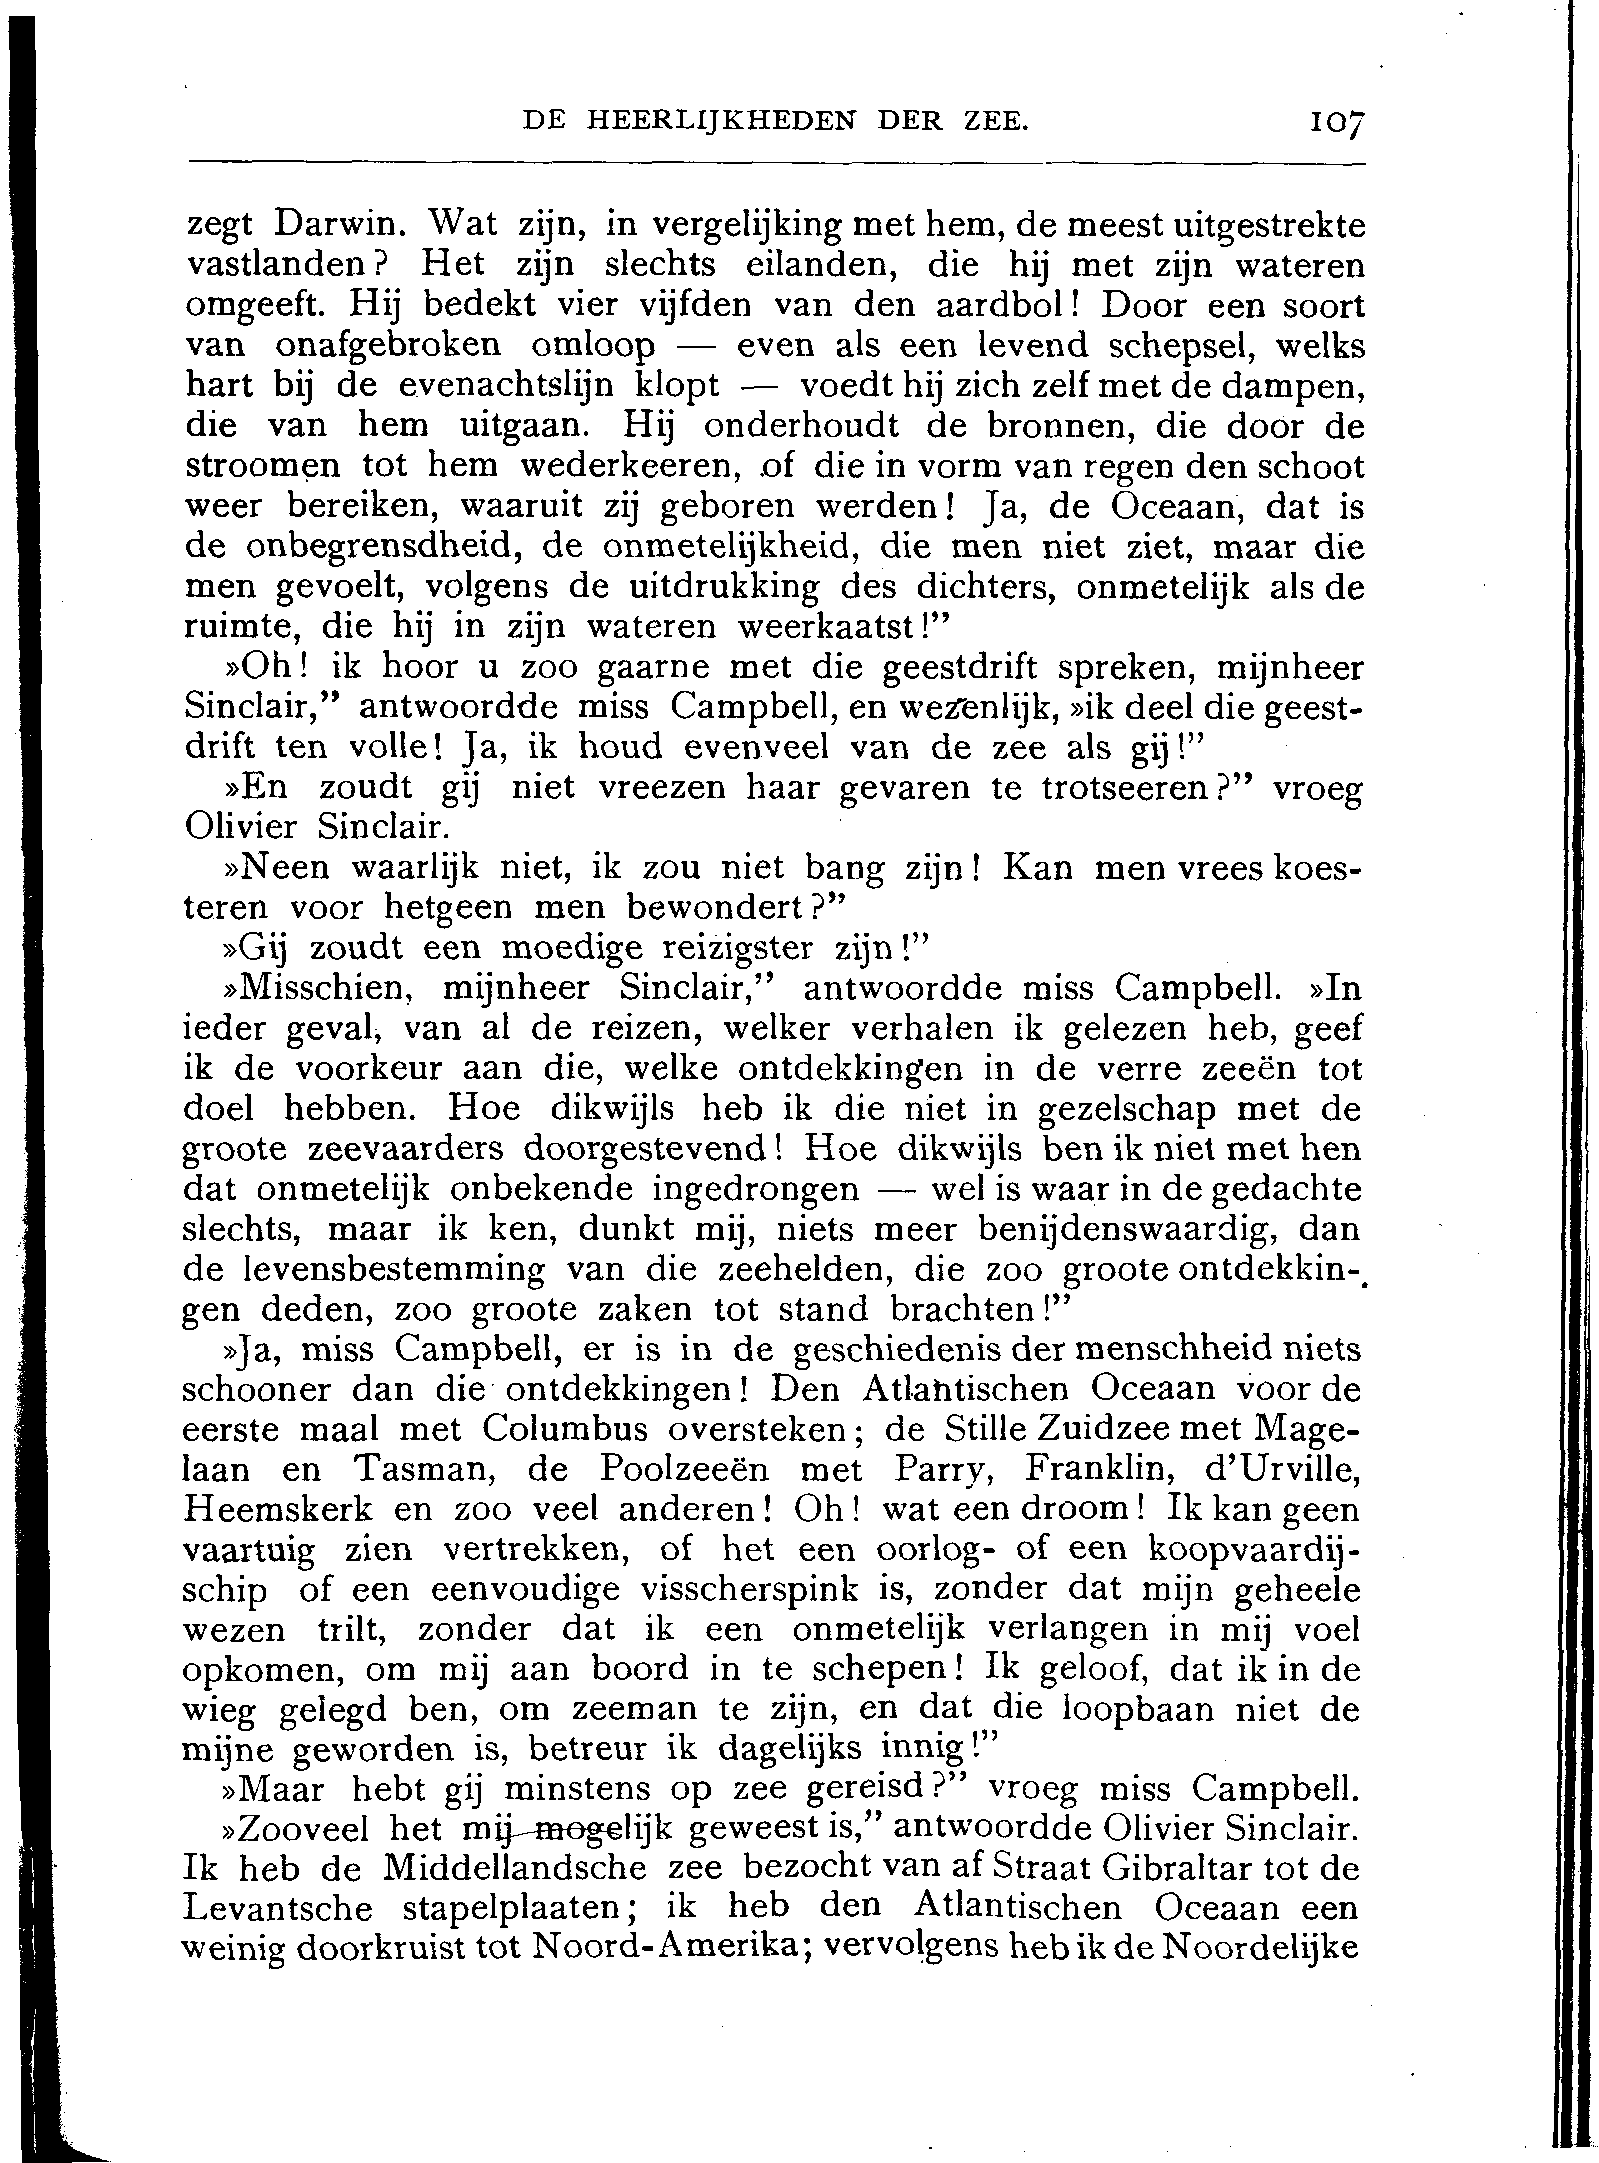 DE HEERLIJKHEDEN DER ZEE. 107
zegt Darwin. Wat zijn, in vergelijking met hem, de meest uitgestrekte
vastlanden? Het zijn slechts eilanden, die hij met zijn wateren
omgeeft. Hij bedekt vier vijfden van den aardbol! Door een soort
van onafgebroken omloop — even als een levend schepsel, welks
hart bij de evenachtslijn klopt — voedt hij zich zelf met de dampen,
die van hem uitgaan. Hij onderhoudt de bronnen, die door de
stroomen tot hem wederkeeren, of die in vorm van regen den schoot
weer bereiken, waaruit zij geboren werden! Ja, de Oceaan, dat is
de onbegrensdheid, de onmetelijkheid, die men niet ziet, maar die
men gevoelt, volgens de uitdrukking des dichters, onmetelijk als de
ruimte, die hij in zijn wateren weerkaatst!”
»Oh! ik hoor u zoo gaarne met die geestdrift spreken, mijnheer
Sinclair,” antwoordde miss Campbell, en wezenlijk, »ik deel die geest-
drift ten volle! Ja, ik houd evenveel van de zee als gij!”
»En zoudt gij niet vreezen haar gevaren te trotseeren?” vroeg
Olivier Sinclair.
»Neen waarlijk niet, ik zou niet bang zijn! Kan men vrees koes-
teren voor hetgeen men bewondert?”
»Gij zoudt een moedige reizigster zijn!”
»Misschien, mijnheer Sinclair,” antwoordde miss Campbell. »In
ieder geval, van al de reizen, welker verhalen ik gelezen heb, geef
ik de voorkeur aan die, welke ontdekkingen in de verre zeeën tot
doel hebben. Hoe dikwijls heb ik die niet in gezelschap met de
groote zeevaarders doorgestevend! Hoe dikwijls ben ik niet met hen
dat onmetelijk onbekende ingedrongen — wel is waar in de gedachte
slechts, maar ik ken, dunkt mij, niets meer benijdenswaardig, dan
de levensbestemming van die zeehelden, die zoo groote ontdekkin-
gen deden, zoo groote zaken tot stand brachten!”
»Ja, miss Campbell, er is in de geschiedenis der menschheid niets
schooner dan die ontdekkingen! Den Atlantischen Oceaan voor de
eerste maal met Columbus oversteken; de Stille Zuidzee met Mage-
laan en Tasman, de Poolzeeën met Parry, Franklin, d’Urville,
Heemskerk en zoo veel anderen! Oh! wat een droom! Ik kan geen
vaartuig zien vertrekken, of het een oorlog- of een koopvaardij-
schip of een eenvoudige visscherspink is, zonder dat mijn geheele
wezen trilt, zonder dat ik een onmetelijk verlangen in mij voel
opkomen, om mij aan boord in te schepen! Ik geloof, dat ik in de
wieg gelegd ben, om zeeman te zijn, en dat die loopbaan niet de
mijne geworden is, betreur ik dagelijks innig!”
»Maar hebt gij minstens op zee gereisd?” vroeg miss Campbell.
»Zooveel het mij mogelijk geweest is,” antwoordde Olivier Sinclair.
Ik heb de Middellandsche zee bezocht van af Straat Gibraltar tot de
Levantsche stapelplaaten; ik heb den Atlantischen Oceaan een
weinig doorkruist tot Noord-Amerika; vervolgens heb ik de Noordelijke